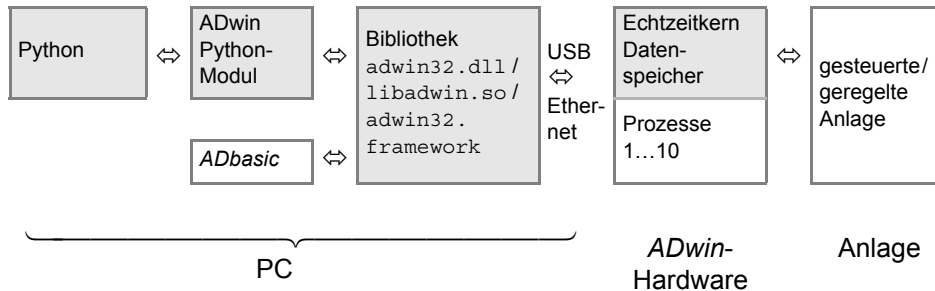 Python
⇔
ADwin
Python-
Modul
⇔
Bibliothek
adwin32.dll/
libadwin.so/
adwin32.
framework
ADbasic
⇔
USB
⇔
Ether-
net
Echtzeitkern
Daten-
speicher
Prozesse
1…10
⇔
gesteuerte/
geregelte
Anlage
PC
ADwin-
Hardware
Anlage